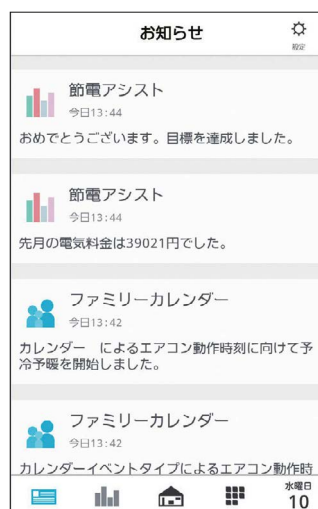 お知らせ
設定
節電アシスト
今日13:44
おめでとうございます。目標を達成しました。
節電アシスト
今日13:44
先月の電気料金は39021円でした。
ファミリーカレンダー
今日13:42
カレンダー　によるエアコン動作時刻に向けて予
冷予暖を開始しました。
ファミリーカレンダー
今日13:42
カレンダーイベントタイプによるエアコン動作時
水曜日
10